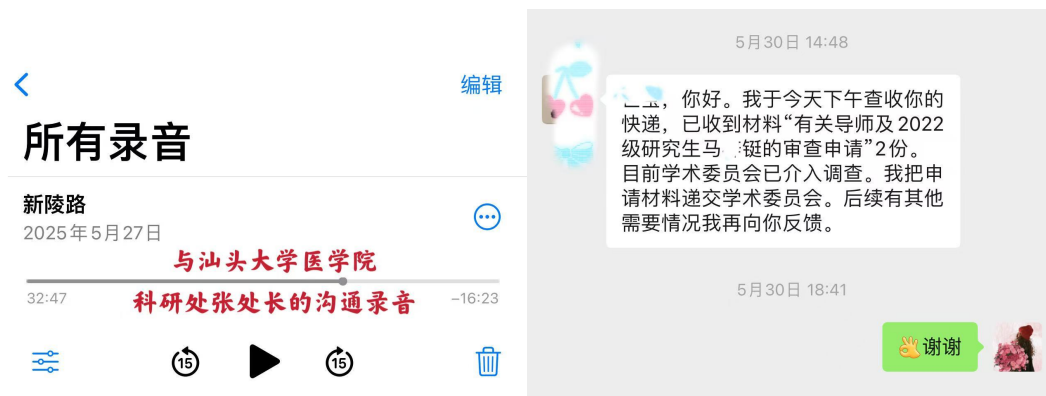 编辑
所有录音
新陵路
2025年5月27日
与汕头大学医学院
32:47
科研处张处长的沟通录音
-16:23
15
15
5月30日 14:48
，你好。我于今天下午查收你的
快递，已收到材料“有关导师及2022
级研究生马 铤的审查申请”2份。
目前学术委员会已介入调查。我把申
请材料递交学术委员会。后续有其他
需要情况我再向你反馈。
5月30日 18:41
👌谢谢